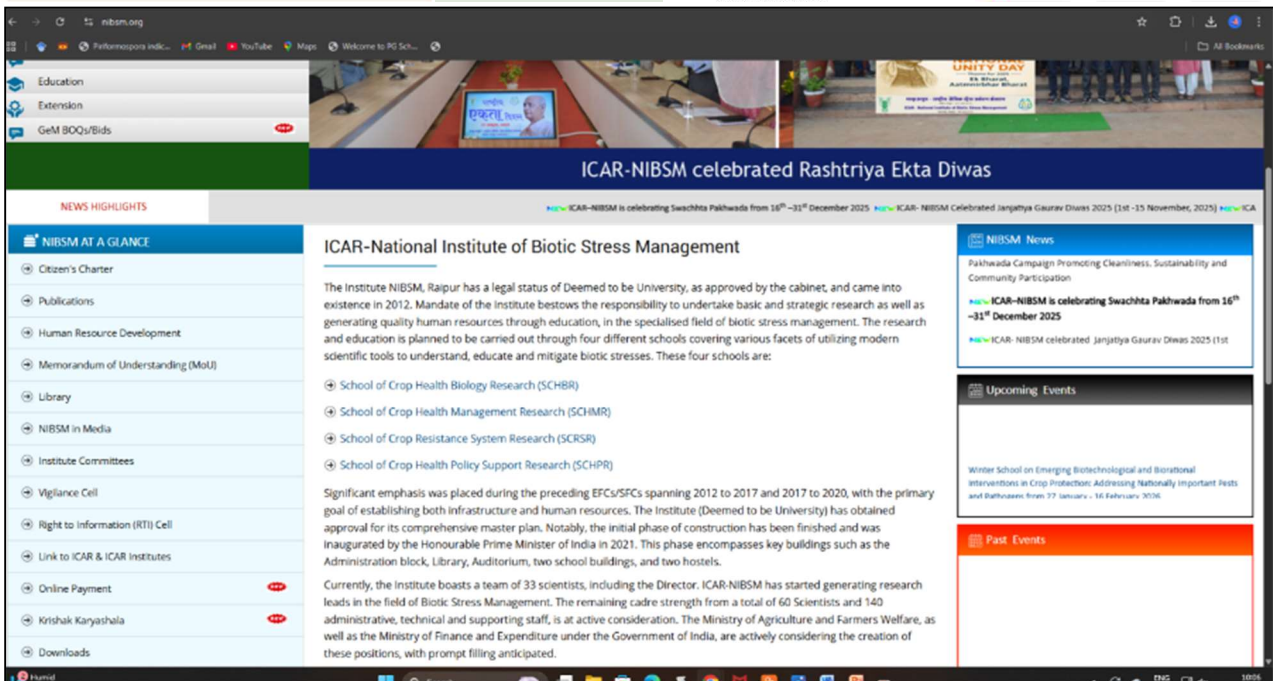 nibsm.org
Piriformospora indic...
Gmail
YouTube
Maps
Welcome to PG Sch...
All Bookmarks
Education
Extension
GeM BOQs/Bids
राष्ट्रीय
एकता दिवस
UNITY DAY
Ek Bharat,
Aatmanirbhar Bharat
ICAR-NIBSM celebrated Rashtriya Ekta Diwas
NEWS HIGHLIGHTS
ICAR–NIBSM is celebrating Swachhta Pakhwada from 16th –31st December 2025
ICAR- NIBSM Celebrated Janjatiya Gaurav Diwas 2025 (1st -15 November, 2025)
ICA
NIBSM AT A GLANCE
Citizen's Charter
Publications
Human Resource Development
Memorandum of Understanding (MoU)
Library
NIBSM in Media
Institute Committees
Vigilance Cell
Right to Information (RTI) Cell
Link to ICAR & ICAR Institutes
Online Payment
Krishak Karyashala
Downloads
ICAR-National Institute of Biotic Stress Management
The Institute NIBSM, Raipur has a legal status of Deemed to be University, as approved by the cabinet, and came into
existence in 2012. Mandate of the Institute bestows the responsibility to undertake basic and strategic research as well as
generating quality human resources through education, in the specialised field of biotic stress management. The research
and education is planned to be carried out through four different schools covering various facets of utilizing modern
scientific tools to understand, educate and mitigate biotic stresses. These four schools are:
School of Crop Health Biology Research (SCHBR)
School of Crop Health Management Research (SCHMR)
School of Crop Resistance System Research (SCRSR)
School of Crop Health Policy Support Research (SCHPR)
Significant emphasis was placed during the preceding EFCs/SFCs spanning 2012 to 2017 and 2017 to 2020, with the primary
goal of establishing both infrastructure and human resources. The Institute (Deemed to be University) has obtained
approval for its comprehensive master plan. Notably, the initial phase of construction has been finished and was
inaugurated by the Honourable Prime Minister of India in 2021. This phase encompasses key buildings such as the
Administration block, Library, Auditorium, two school buildings, and two hostels.
Currently, the Institute boasts a team of 33 scientists, including the Director. ICAR-NIBSM has started generating research
leads in the field of Biotic Stress Management. The remaining cadre strength from a total of 60 Scientists and 140
administrative, technical and supporting staff, is at active consideration. The Ministry of Agriculture and Farmers Welfare, as
well as the Ministry of Finance and Expenditure under the Government of India, are actively considering the creation of
these positions, with prompt filling anticipated.
NIBSM News
Pakhwada Campaign Promoting Cleanliness, Sustainability and
Community Participation
ICAR–NIBSM is celebrating Swachhta Pakhwada from 16th
–31st December 2025
ICAR- NIBSM celebrated Janjatiya Gaurav Diwas 2025 (1st
Upcoming Events
Winter School on Emerging Biotechnological and Biorational
Interventions in Crop Protection: Addressing Nationally Important Pests
and Pathogens from 27 January - 16 February 2026
Past Events
Humid
ENG
10:06